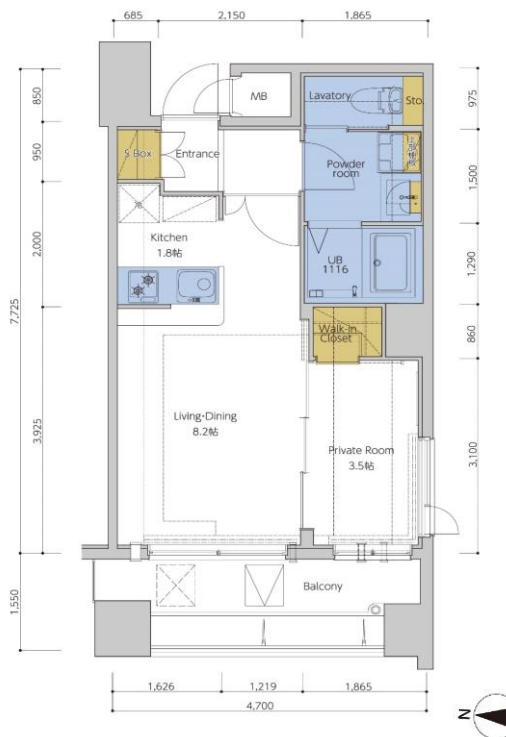 685
2,150
1,865
850
950
2,000
7,725
3,925
1,550
975
1,500
1,290
860
3,100
MB
Lavatory
Sto.
S Box
Entrance
Powder
room
Kitchen
1.8帖
UB
1116
Walk-in
Closet
Living・Dining
8.2帖
Private Room
3.5帖
Balcony
1,626
1,219
1,865
4,700
N